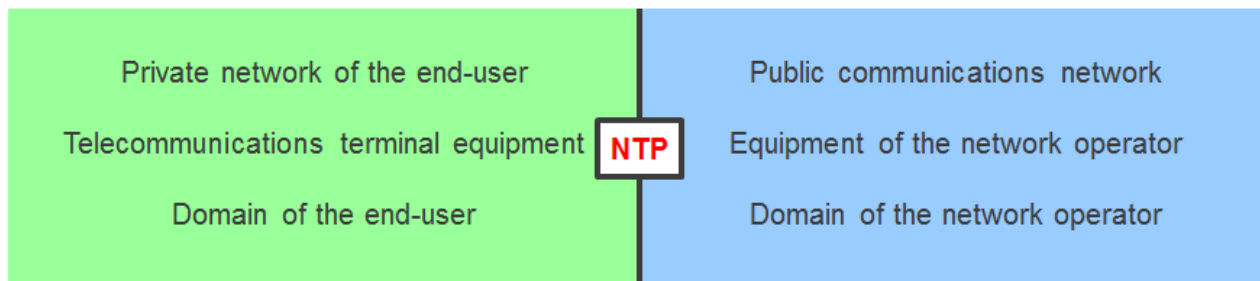 Private network of the end-user
Telecommunications terminal equipment
Domain of the end-user
NTP
Public communications network
Equipment of the network operator
Domain of the network operator